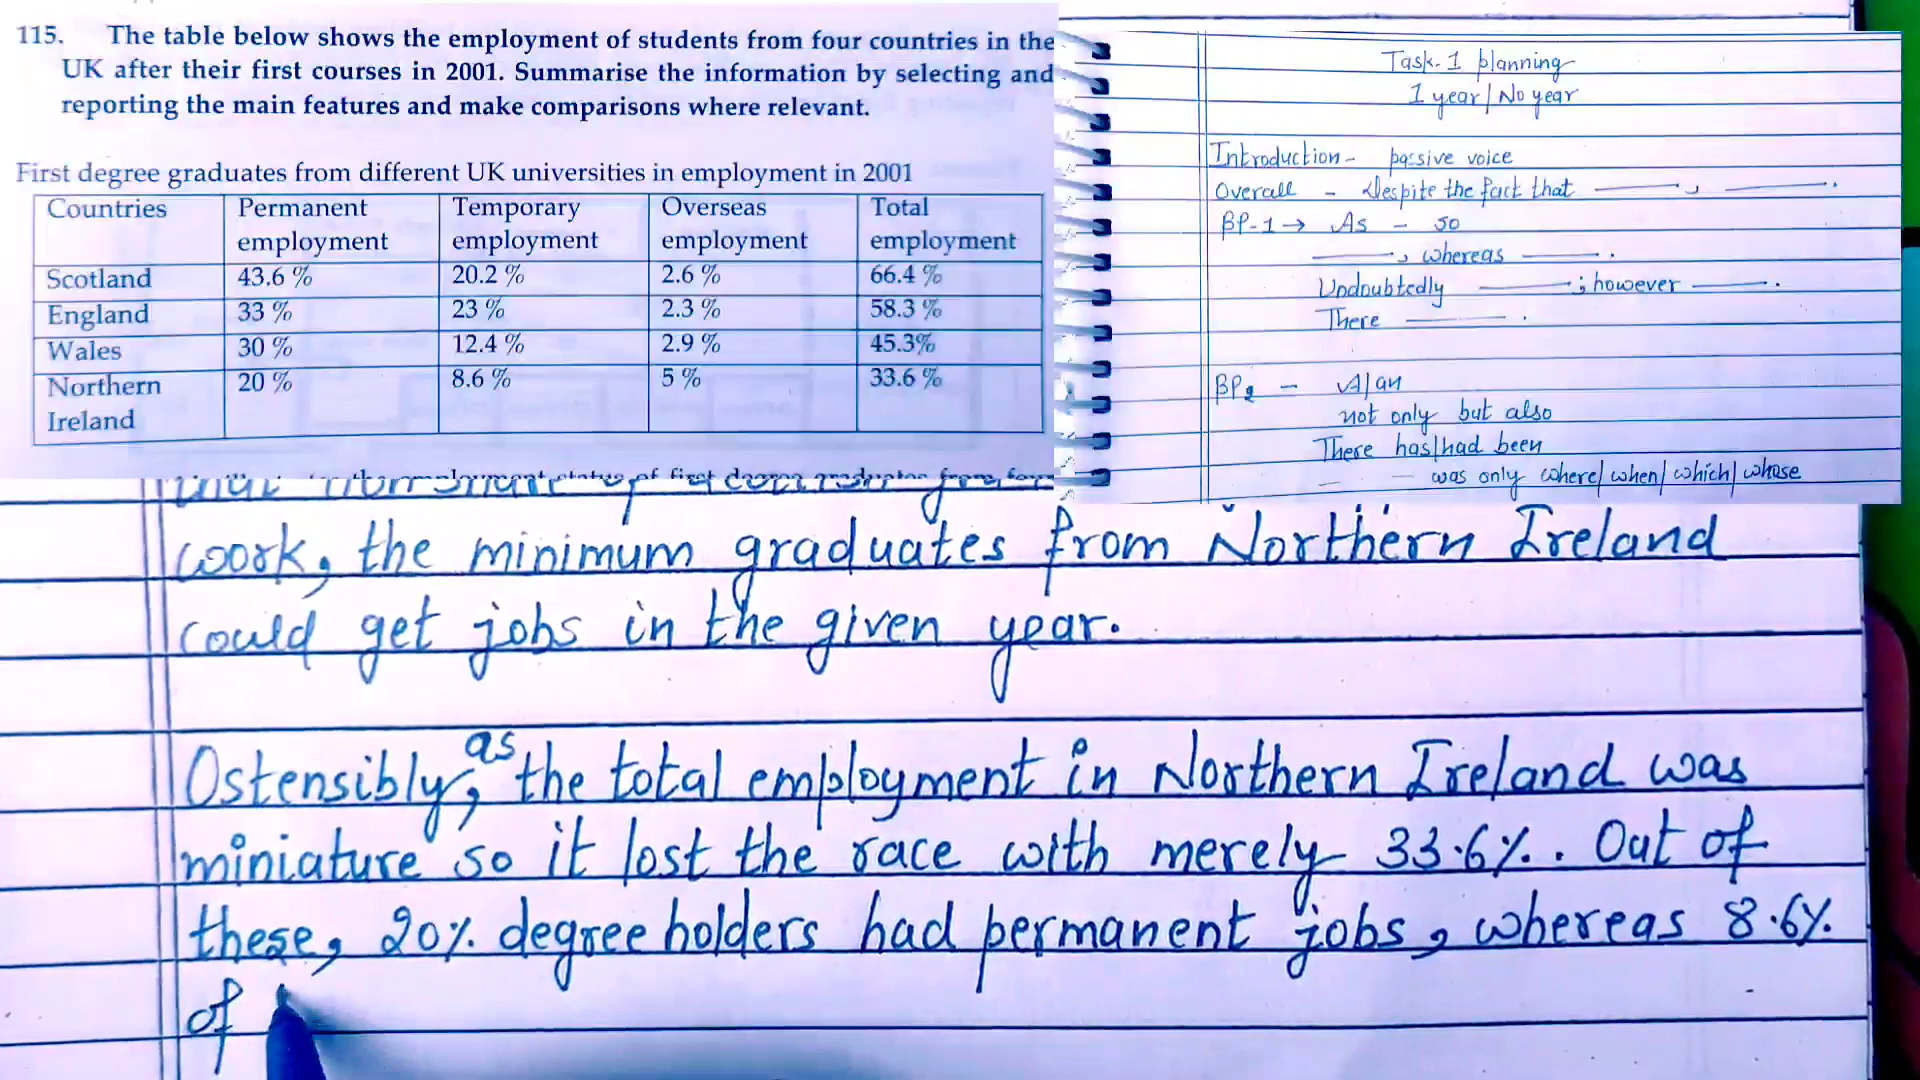 115. The table below shows the employment of students from four countries in the
UK after their first courses in 2001. Summarise the information by selecting and
reporting the main features and make comparisons where relevant.
First degree graduates from different UK universities in employment in 2001
Countries Permanent employment Temporary employment Overseas employment Total employment
Scotland 43.6 % 20.2 % 2.6 % 66.4 %
England 33 % 23 % 2.3 % 58.3 %
Wales 30 % 12.4 % 2.9 % 45.3%
Northern Ireland 20 % 8.6 % 5 % 33.6 %
Task-1 planning
1 year/No year
Introduction - passive voice
Overall - despite the fact that ——, ——.
BP-1 → As - so
——, whereas ——.
Undoubtedly ——; however ——.
There ——.
BP2 - A/an
not only but also
There has/had been
— — was only where/when/which/whose
work, the minimum graduates from Northern Ireland
could get jobs in the given year.
Ostensibly, as the total employment in Northern Ireland was
miniature so it lost the race with merely 33.6%. Out of
these, 20% degree holders had permanent jobs, whereas 8.6%
of